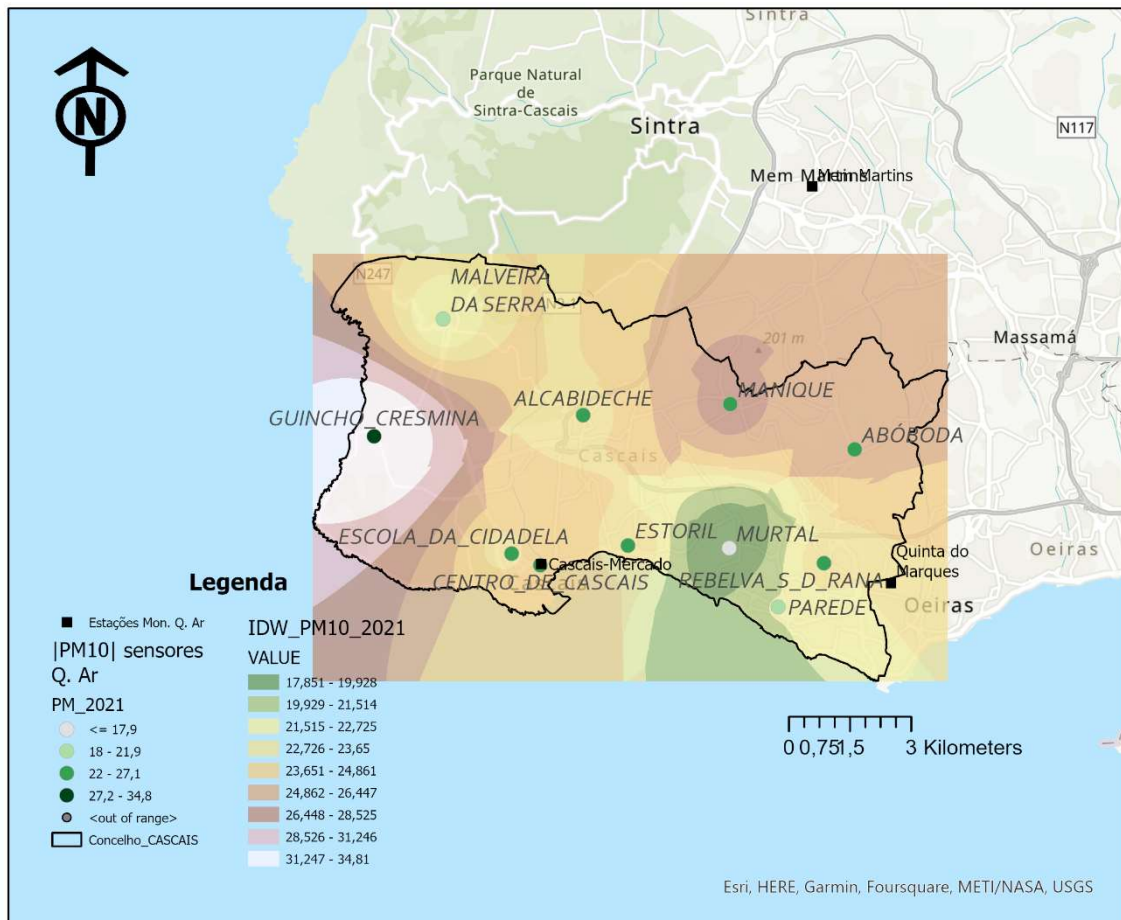 Sintra
Parque Natural
de
Sintra-Cascais
Sintra
N117
N
Mem Martins
Mem Martins
N247
MALVEIRA
DA SERRA
201 m
Massamá
ALCABIDECHE
MANIQUE
GUINCHO_CRESMINA
ABÓBODA
Cascais
ESCOLA_DA_CIDADELA
ESTORIL
MURTAL
Oeiras
Cascais-Mercado
Quinta do
Marques
CENTRO_DE_CASCAIS
Cascais
REBELVA_S_D_RANA
PAREDE
Oeiras
Legenda
Estações Mon. Q. Ar
|PM10| sensores
Q. Ar
PM_2021
<= 17,9
18 - 21,9
22 - 27,1
27,2 - 34,8
<out of range>
Concelho_CASCAIS
IDW_PM10_2021
VALUE
17,851 - 19,928
19,929 - 21,514
21,515 - 22,725
22,726 - 23,65
23,651 - 24,861
24,862 - 26,447
26,448 - 28,525
28,526 - 31,246
31,247 - 34,81
0 0,75 1,5 3 Kilometers
Esri, HERE, Garmin, Foursquare, METI/NASA, USGS